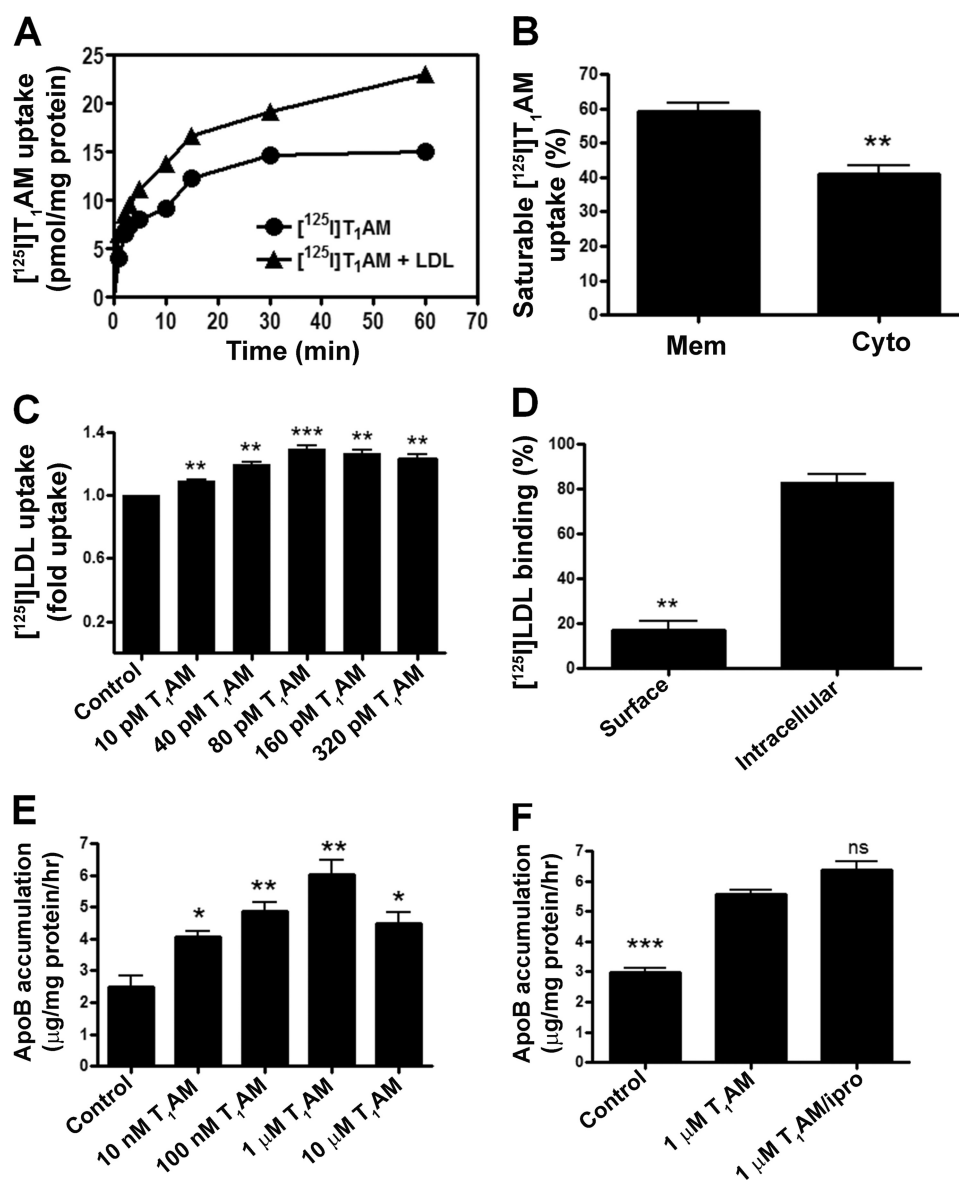 A
[¹²⁵I]T₁AM uptake
(pmol/mg protein)
25
20
15
10
5
0
0 10 20 30 40 50 60 70
Time (min)
[¹²⁵I]T₁AM
[¹²⁵I]T₁AM + LDL
B
Saturable [¹²⁵I]T₁AM
uptake (%)
70
60
50
40
30
20
10
0
**
Mem Cyto
C
[¹²⁵I]LDL uptake
(fold uptake)
1.4
1.0
0.6
0.2
** ** *** ** **
Control
10 pM T₁AM
40 pM T₁AM
80 pM T₁AM
160 pM T₁AM
320 pM T₁AM
D
[¹²⁵I]LDL binding (%)
100
80
60
40
20
0
**
Surface
Intracellular
E
ApoB accumulation
(μg/mg protein/hr)
7
6
5
4
3
2
1
0
* ** ** *
Control
10 nM T₁AM
100 nM T₁AM
1 μM T₁AM
10 μM T₁AM
F
ApoB accumulation
(μg/mg protein/hr)
7
6
5
4
3
2
1
0
*** ns
Control
1 μM T₁AM
1 μM T₁AM/ipro